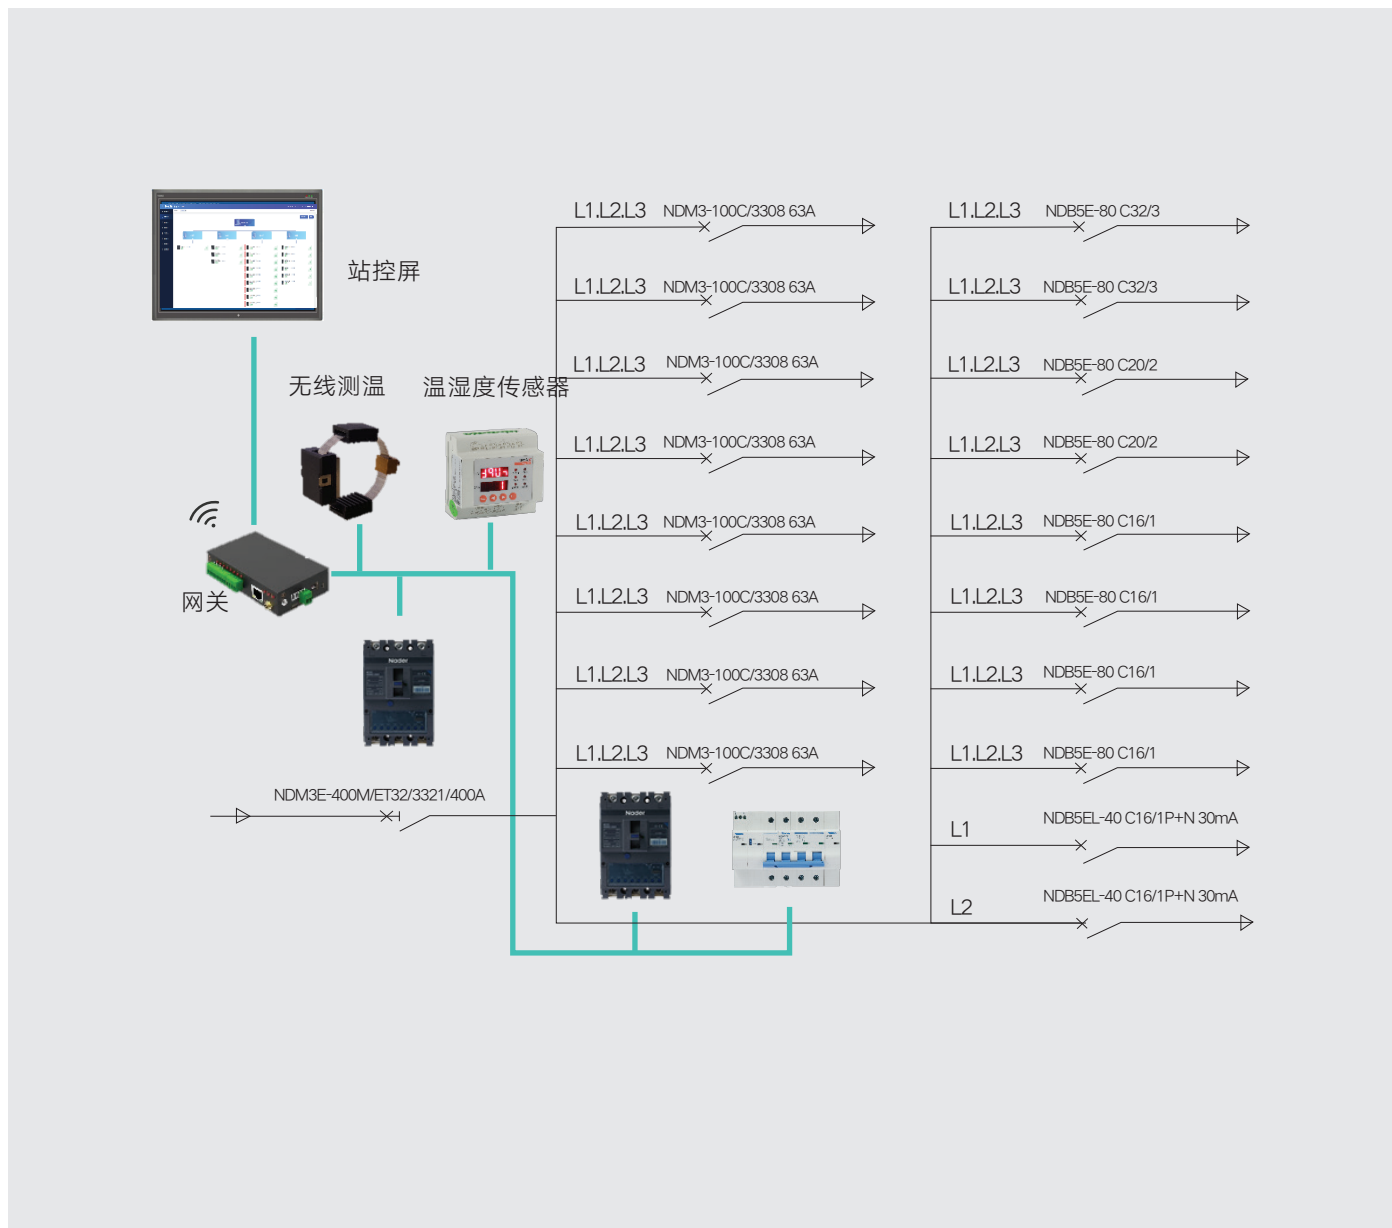 站控屏
无线测温
温湿度传感器
网关
Nader
NDM3E-400M/ET32/3321/400A
L1.L2.L3 NDM3-100C/3308 63A
L1.L2.L3 NDM3-100C/3308 63A
L1.L2.L3 NDM3-100C/3308 63A
L1.L2.L3 NDM3-100C/3308 63A
L1.L2.L3 NDM3-100C/3308 63A
L1.L2.L3 NDM3-100C/3308 63A
L1.L2.L3 NDM3-100C/3308 63A
L1.L2.L3 NDM3-100C/3308 63A
Nader
L1.L2.L3 NDB5E-80 C32/3
L1.L2.L3 NDB5E-80 C32/3
L1.L2.L3 NDB5E-80 C20/2
L1.L2.L3 NDB5E-80 C20/2
L1.L2.L3 NDB5E-80 C16/1
L1.L2.L3 NDB5E-80 C16/1
L1.L2.L3 NDB5E-80 C16/1
L1.L2.L3 NDB5E-80 C16/1
L1 NDB5EL-40 C16/1P+N 30mA
L2 NDB5EL-40 C16/1P+N 30mA